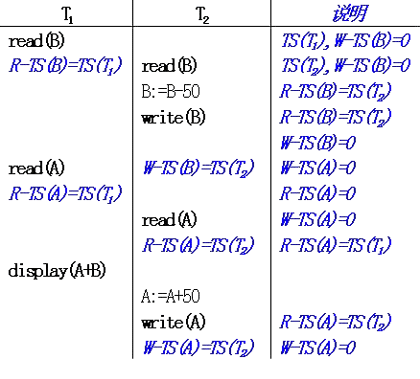 T1 T2 说明
read(B) TS(T1), W-TS(B)=0
R-TS(B)=TS(T1) read(B) TS(T2), W-TS(B)=0
B:=B-50 R-TS(B)=TS(T2)
write(B) R-TS(B)=TS(T2)
W-TS(B)=0
read(A) W-TS(B)=TS(T2) W-TS(A)=0
R-TS(A)=TS(T1) R-TS(A)=0
read(A) W-TS(A)=0
R-TS(A)=TS(T2) R-TS(A)=TS(T1)
display(A+B)
A:=A+50
write(A) R-TS(A)=TS(T2)
W-TS(A)=TS(T2) W-TS(A)=0